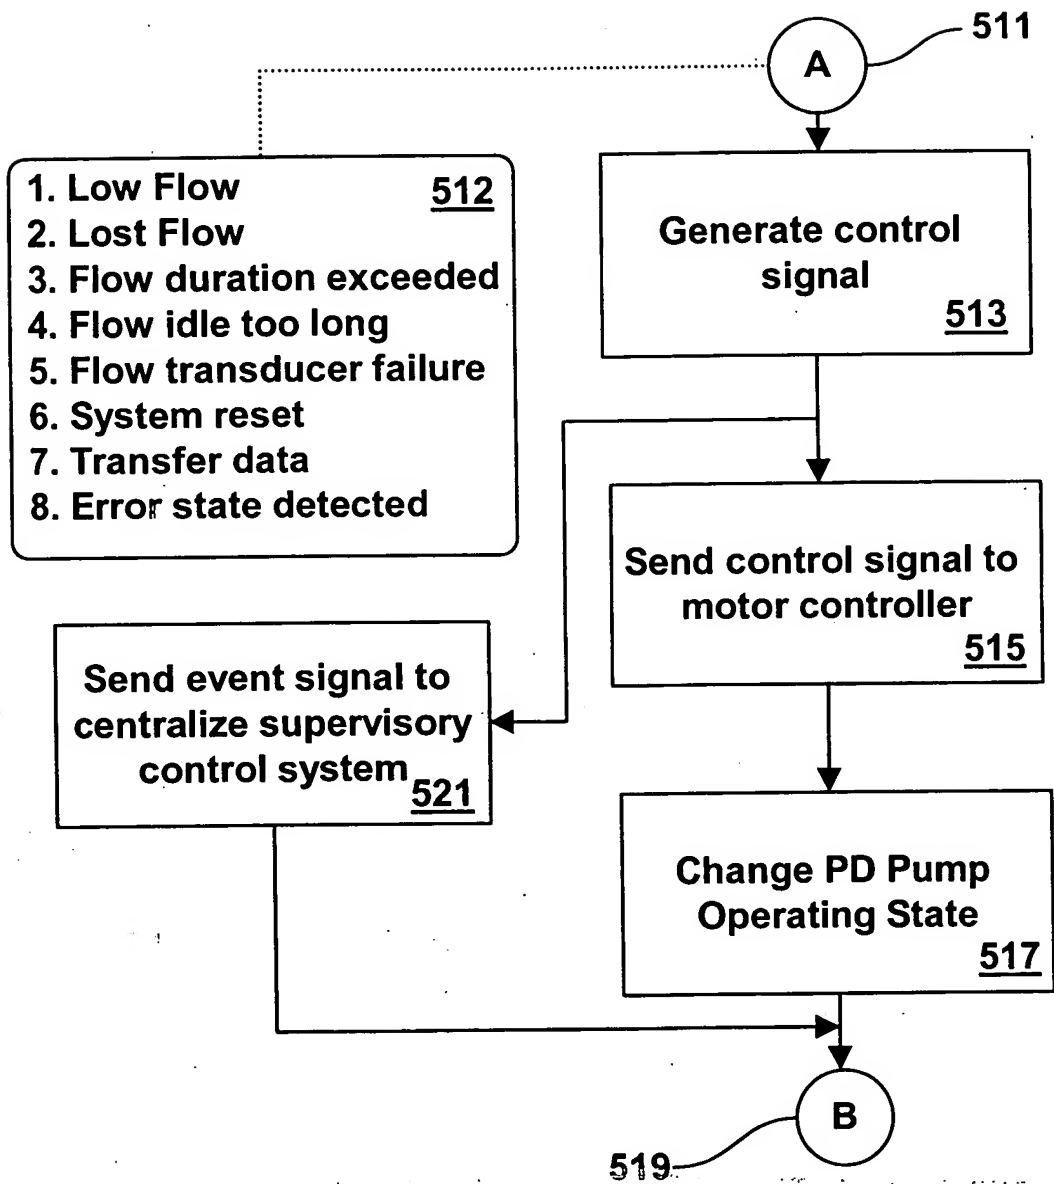 A
511
1. Low Flow
512
2. Lost Flow
3. Flow duration exceeded
4. Flow idle too long
5. Flow transducer failure
6. System reset
7. Transfer data
8. Error state detected
Generate control
signal
513
Send control signal to
motor controller
515
Send event signal to
centralize supervisory
control system
521
Change PD Pump
Operating State
517
B
519